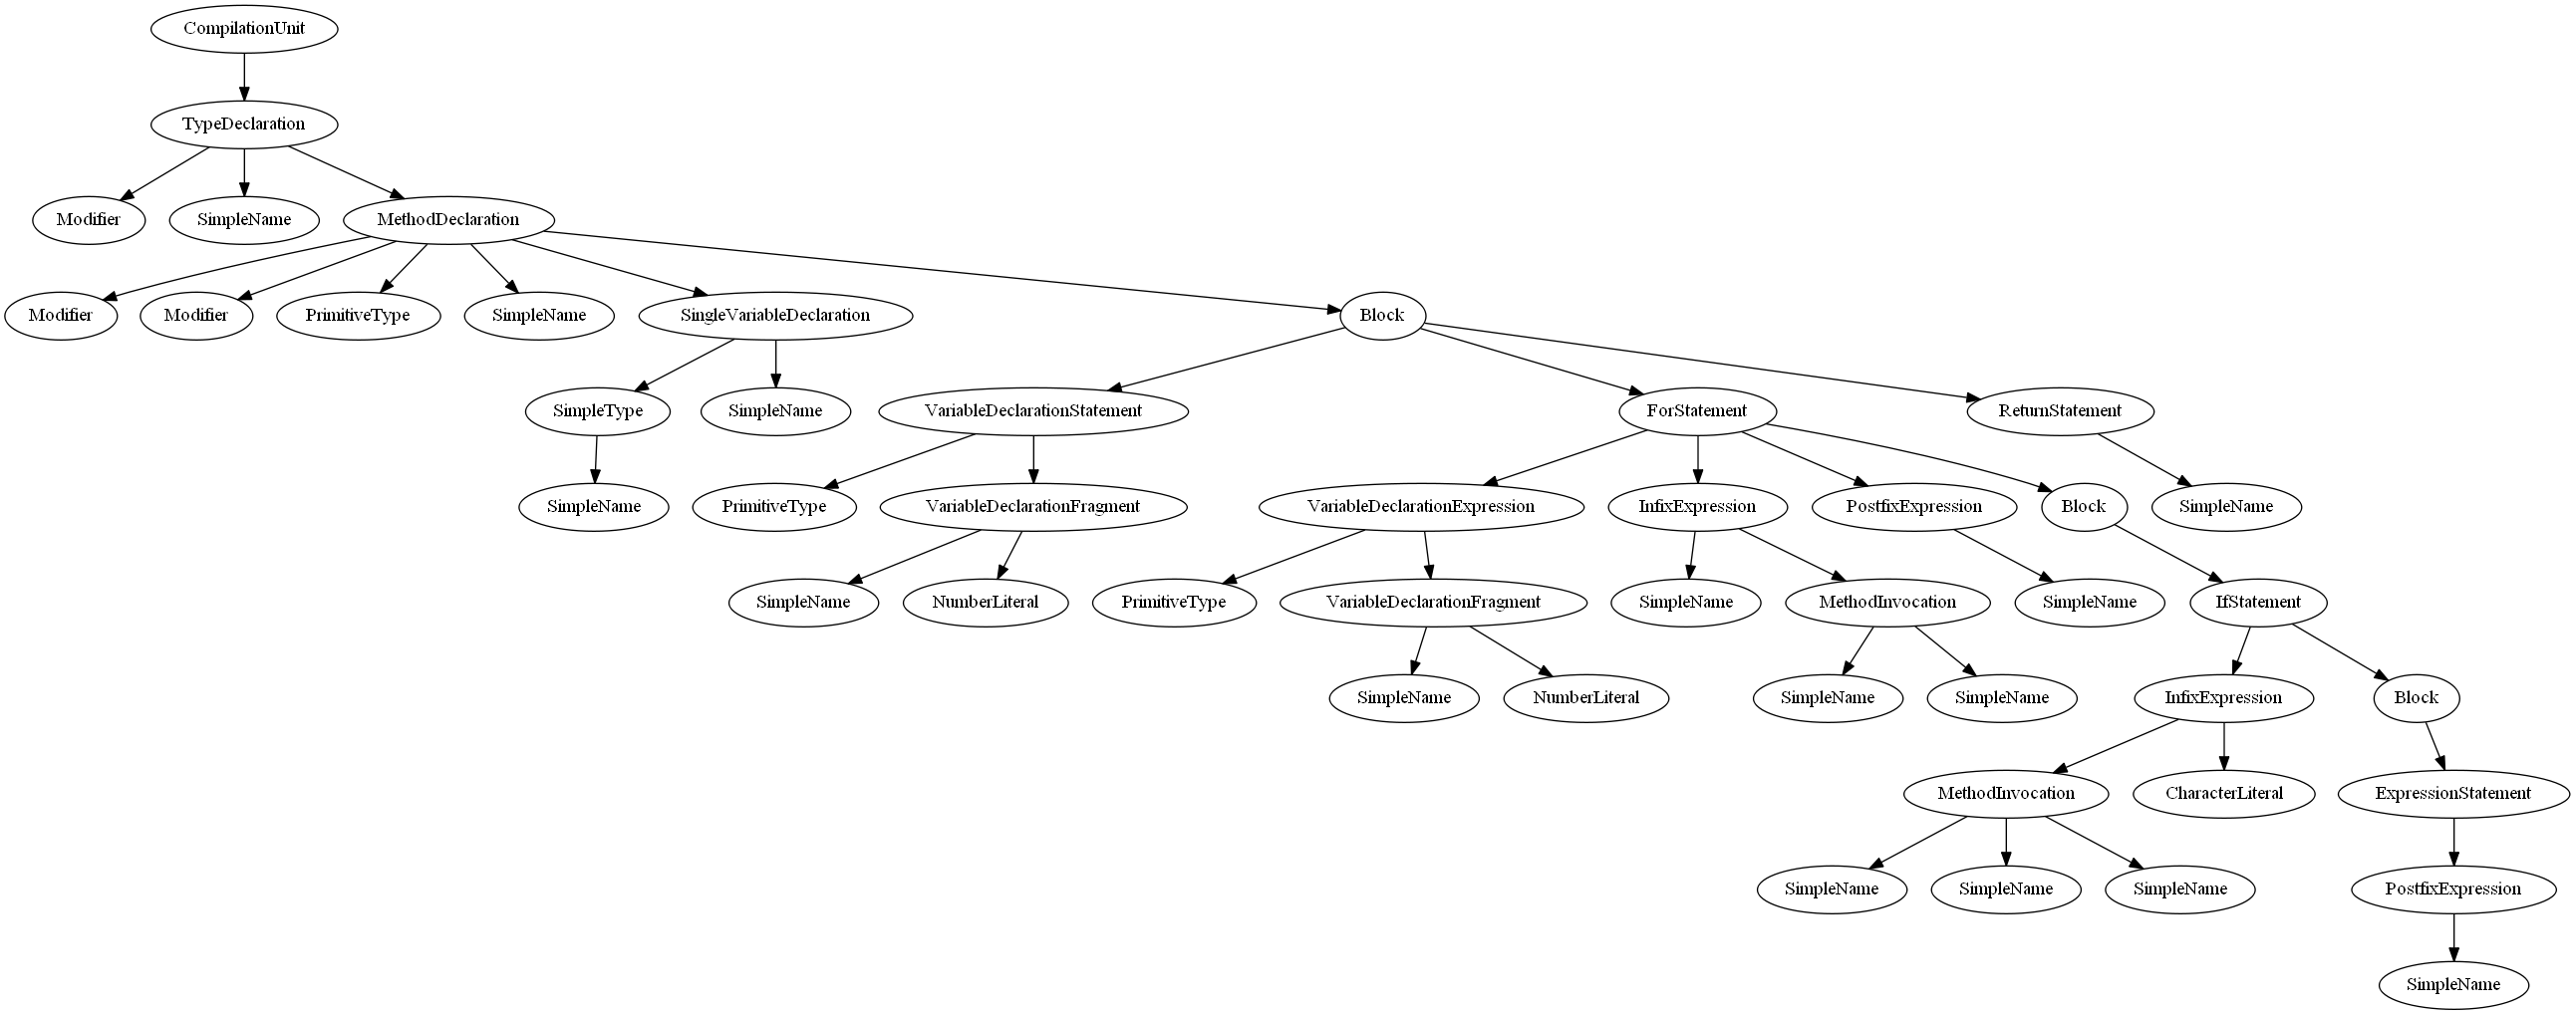 CompilationUnit
TypeDeclaration
Modifier
SimpleName
MethodDeclaration
Modifier
Modifier
PrimitiveType
SimpleName
SingleVariableDeclaration
Block
SimpleType
SimpleName
VariableDeclarationStatement
ForStatement
ReturnStatement
SimpleName
PrimitiveType
VariableDeclarationFragment
VariableDeclarationExpression
InfixExpression
PostfixExpression
Block
SimpleName
SimpleName
NumberLiteral
PrimitiveType
VariableDeclarationFragment
SimpleName
MethodInvocation
SimpleName
IfStatement
SimpleName
NumberLiteral
SimpleName
SimpleName
InfixExpression
Block
MethodInvocation
CharacterLiteral
ExpressionStatement
SimpleName
SimpleName
SimpleName
PostfixExpression
SimpleName